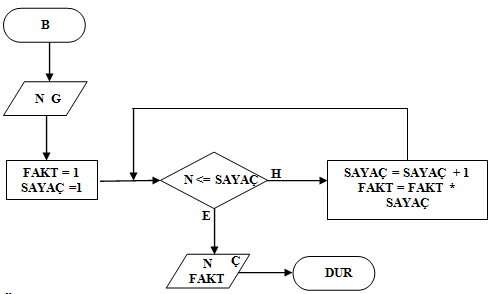 B
N G
FAKT = 1
SAYAÇ =1
N <= SAYAÇ
H
SAYAÇ = SAYAÇ + 1
FAKT = FAKT *
SAYAÇ
E
N Ç
FAKT
DUR